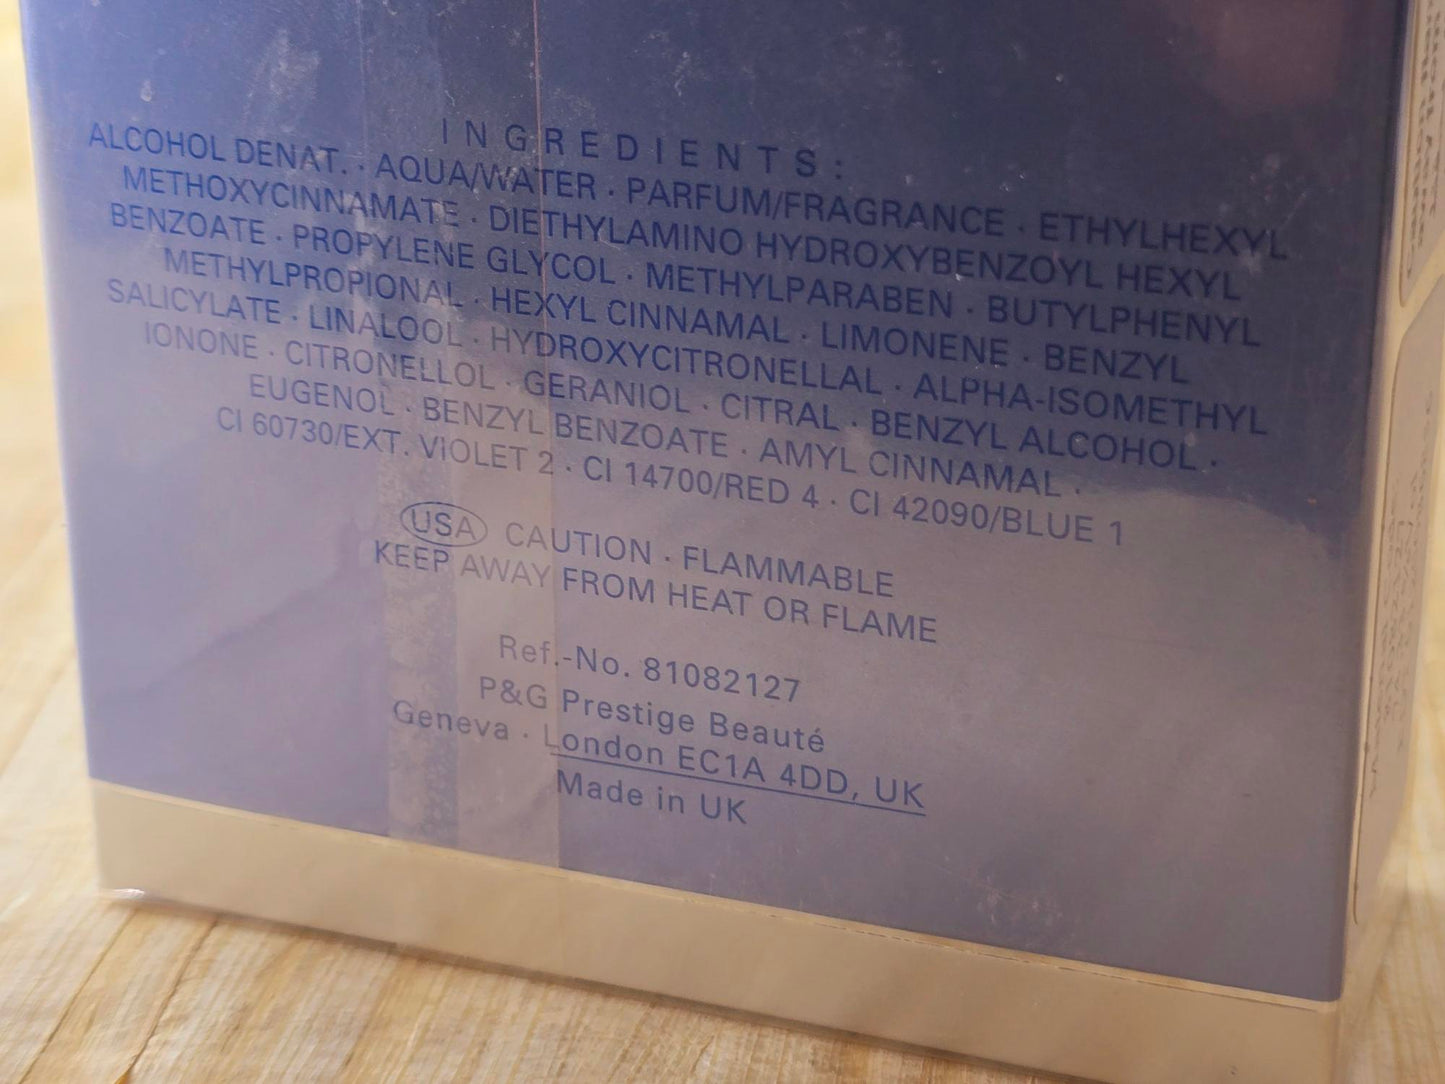 INGREDIENTS:
ALCOHOL DENAT. · AQUA/WATER · PARFUM/FRAGRANCE · ETHYLHEXYL
METHOXYCINNAMATE · DIETHYLAMINO HYDROXYBENZOYL HEXYL
BENZOATE · PROPYLENE GLYCOL · METHYLPARABEN · BUTYLPHENYL
METHYLPROPIONAL · HEXYL CINNAMAL · LIMONENE · BENZYL
SALICYLATE · LINALOOL · HYDROXYCITRONELLAL · ALPHA-ISOMETHYL
IONONE · CITRONELLOL · GERANIOL · CITRAL · BENZYL ALCOHOL ·
EUGENOL · BENZYL BENZOATE · AMYL CINNAMAL ·
CI 60730/EXT. VIOLET 2 · CI 14700/RED 4 · CI 42090/BLUE 1
USA CAUTION · FLAMMABLE
KEEP AWAY FROM HEAT OR FLAME
Ref.-No. 81082127
P&G Prestige Beauté
Geneva · London EC1A 4DD, UK
Made in UK